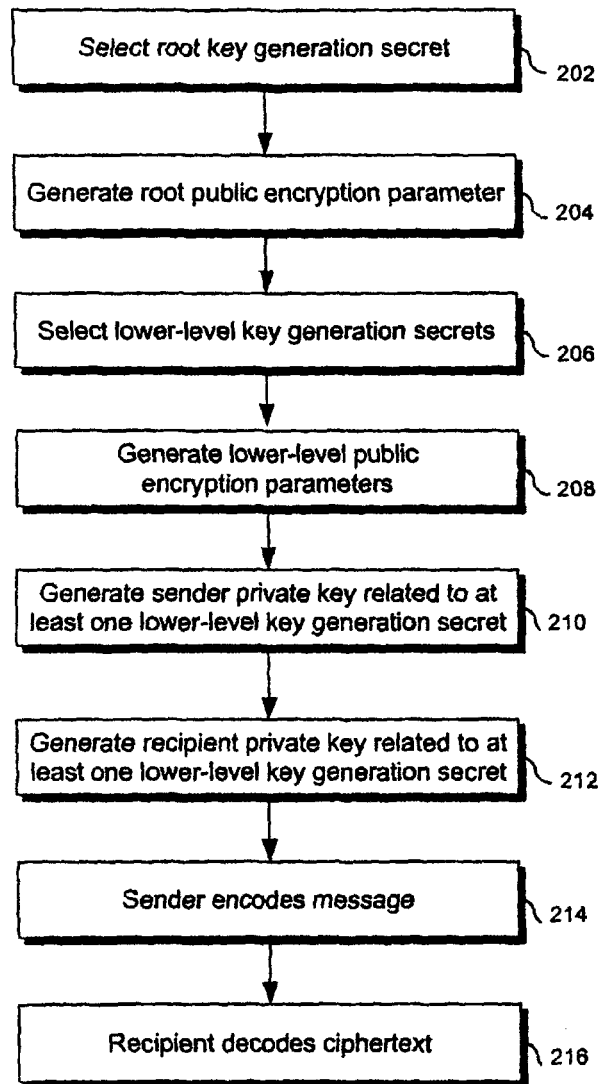 Select root key generation secret
202
Generate root public encryption parameter
204
Select lower-level key generation secrets
206
Generate lower-level public
encryption parameters
208
Generate sender private key related to at
least one lower-level key generation secret
210
Generate recipient private key related to at
least one lower-level key generation secret
212
Sender encodes message
214
Recipient decodes ciphertext
216